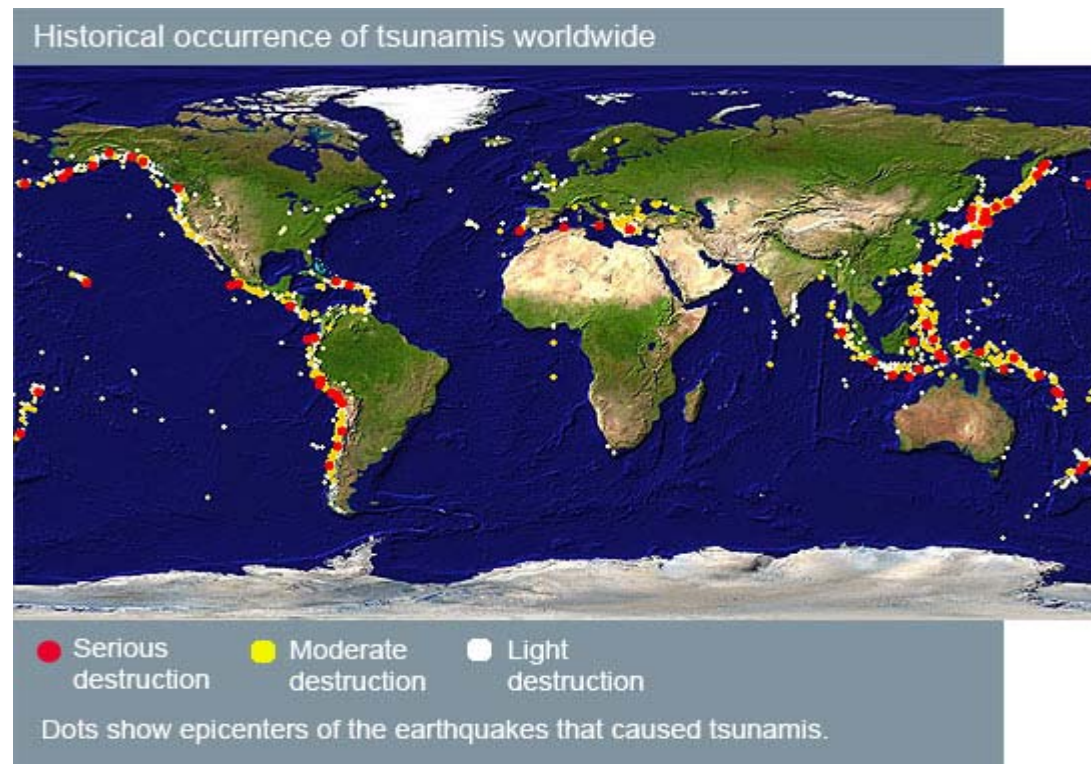 Historical occurrence of tsunamis worldwide
Serious
destruction
Moderate
destruction
Light
destruction
Dots show epicenters of the earthquakes that caused tsunamis.